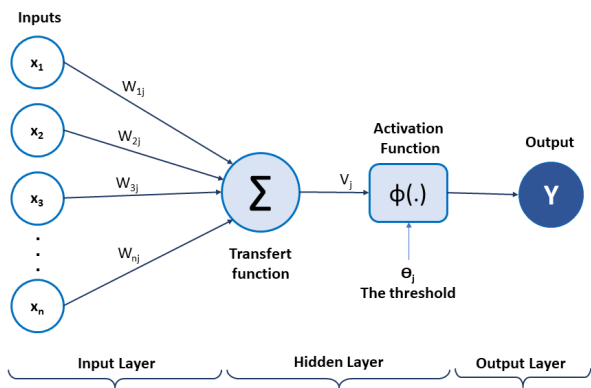 Inputs
x1
x2
x3
xn
W1j
W2j
W3j
Wnj
Σ
Transfert
function
Vj
Activation
Function
ϕ(.)
Θj
The threshold
Output
Y
Input Layer
Hidden Layer
Output Layer